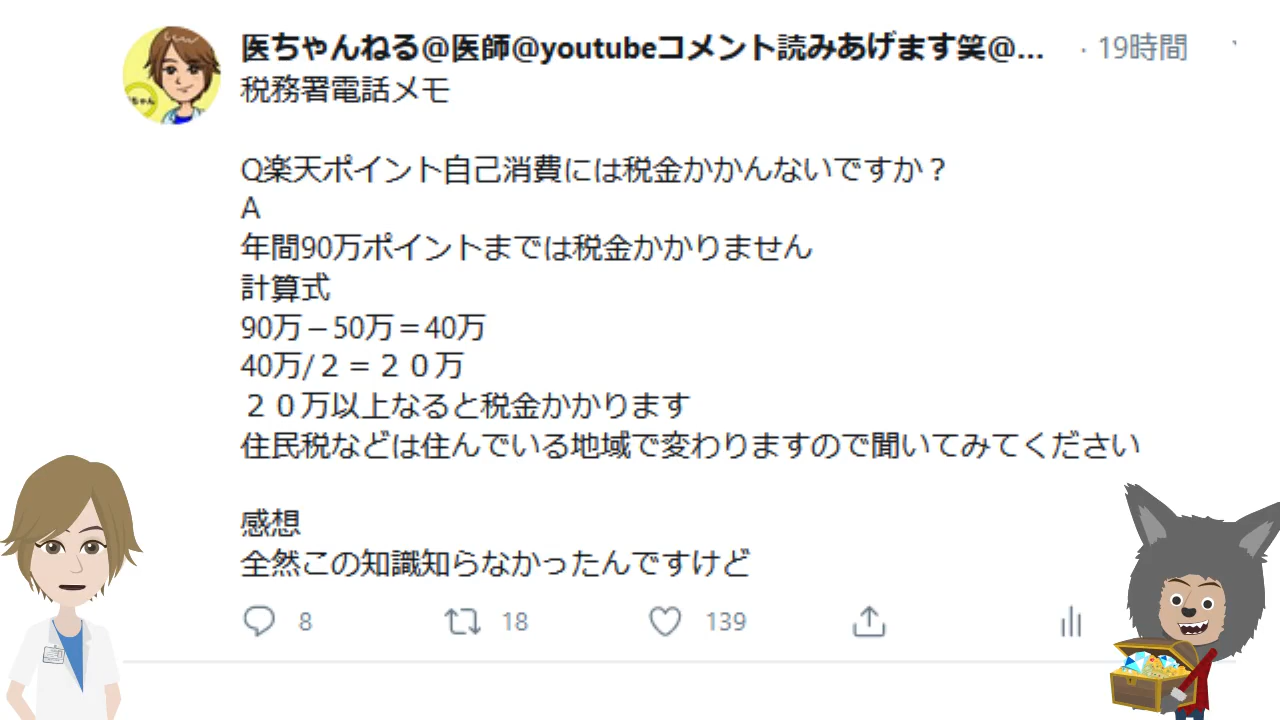 医ちゃんねる@医師@youtubeコメント読みあげます笑@... · 19時間
税務署電話メモ
Q楽天ポイント自己消費には税金かかんないですか？
A
年間90万ポイントまでは税金かかりません
計算式
90万－50万＝40万
40万/２＝２０万
２０万以上なると税金かかります
住民税などは住んでいる地域で変わりますので聞いてみてください
感想
全然この知識知らなかったんですけど
8 18 139
ちゃん